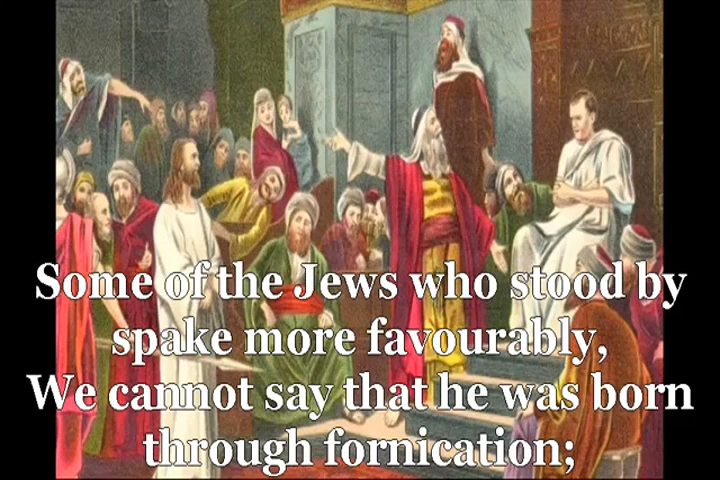 Some of the Jews who stood by
spake more favourably,
We cannot say that he was born
through fornication;